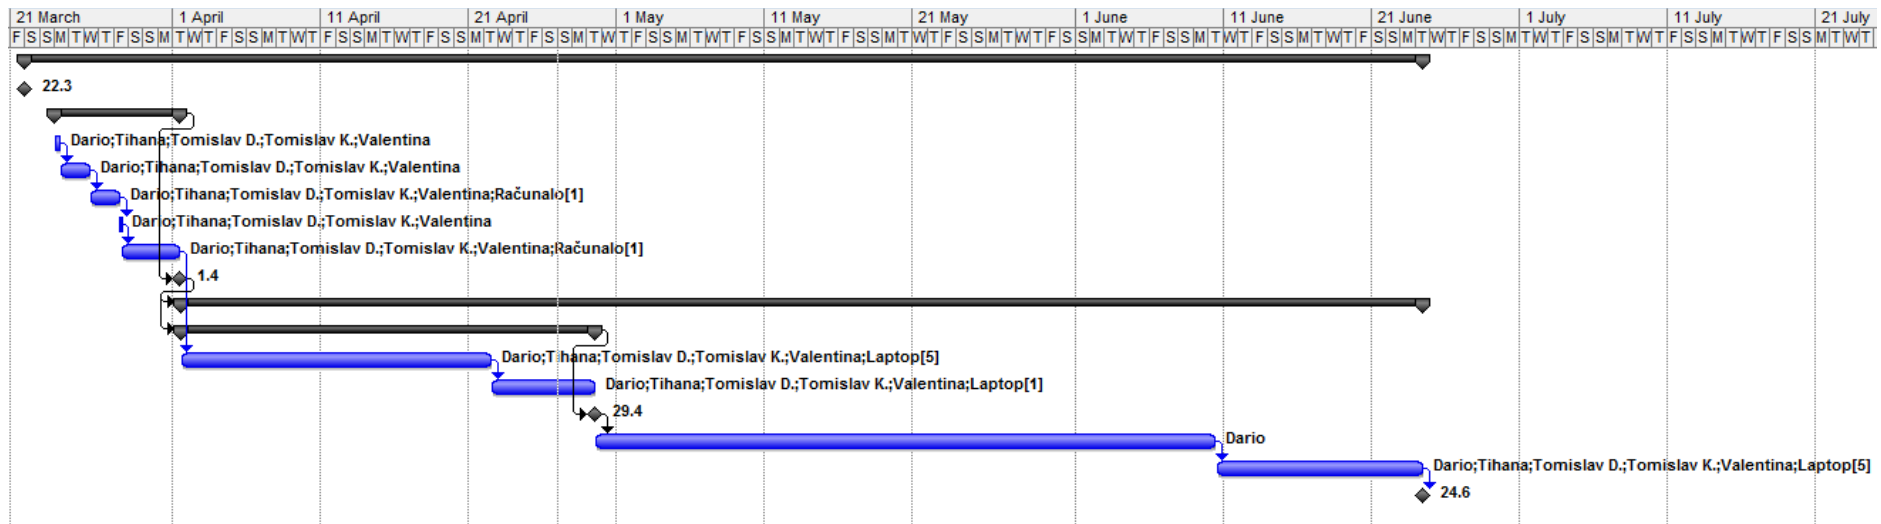 21 March 1 April 11 April 21 April 1 May 11 May 21 May 1 June 11 June 21 June 1 July 11 July 21 July
F S S M T W T F S S M T W T F S S M T W T F S S M T W T F S S M T W T F S S M T W T F S S M T W T F S S M T W T F S S M T W T F S S M T W T F S S M T W T F S S M T W T F S S M T W T F S S M T W T F S S M T W T F S S M T W T F S S M T W T F S S M T W T
22.3
Dario;Tihana;Tomislav D.;Tomislav K.;Valentina
Dario;Tihana;Tomislav D.;Tomislav K.;Valentina
Dario;Tihana;Tomislav D.;Tomislav K.;Valentina;Računalo[1]
Dario;Tihana;Tomislav D.;Tomislav K.;Valentina
Dario;Tihana;Tomislav D.;Tomislav K.;Valentina;Računalo[1]
1.4
Dario;Tihana;Tomislav D.;Tomislav K.;Valentina;Laptop[5]
Dario;Tihana;Tomislav D.;Tomislav K.;Valentina;Laptop[1]
29.4
Dario
Dario;Tihana;Tomislav D.;Tomislav K.;Valentina;Laptop[5]
24.6